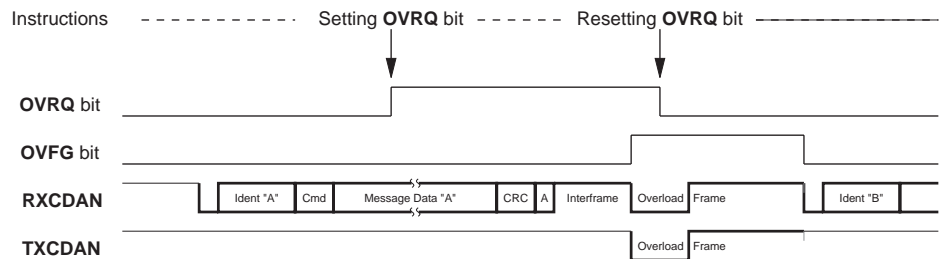 Instructions Setting OVRQ bit Resetting OVRQ bit
OVRQ bit
OVFG bit
RXCDAN Ident "A" Cmd Message Data "A" CRC A Interframe Overload Frame Ident "B"
TXCDAN Overload Frame